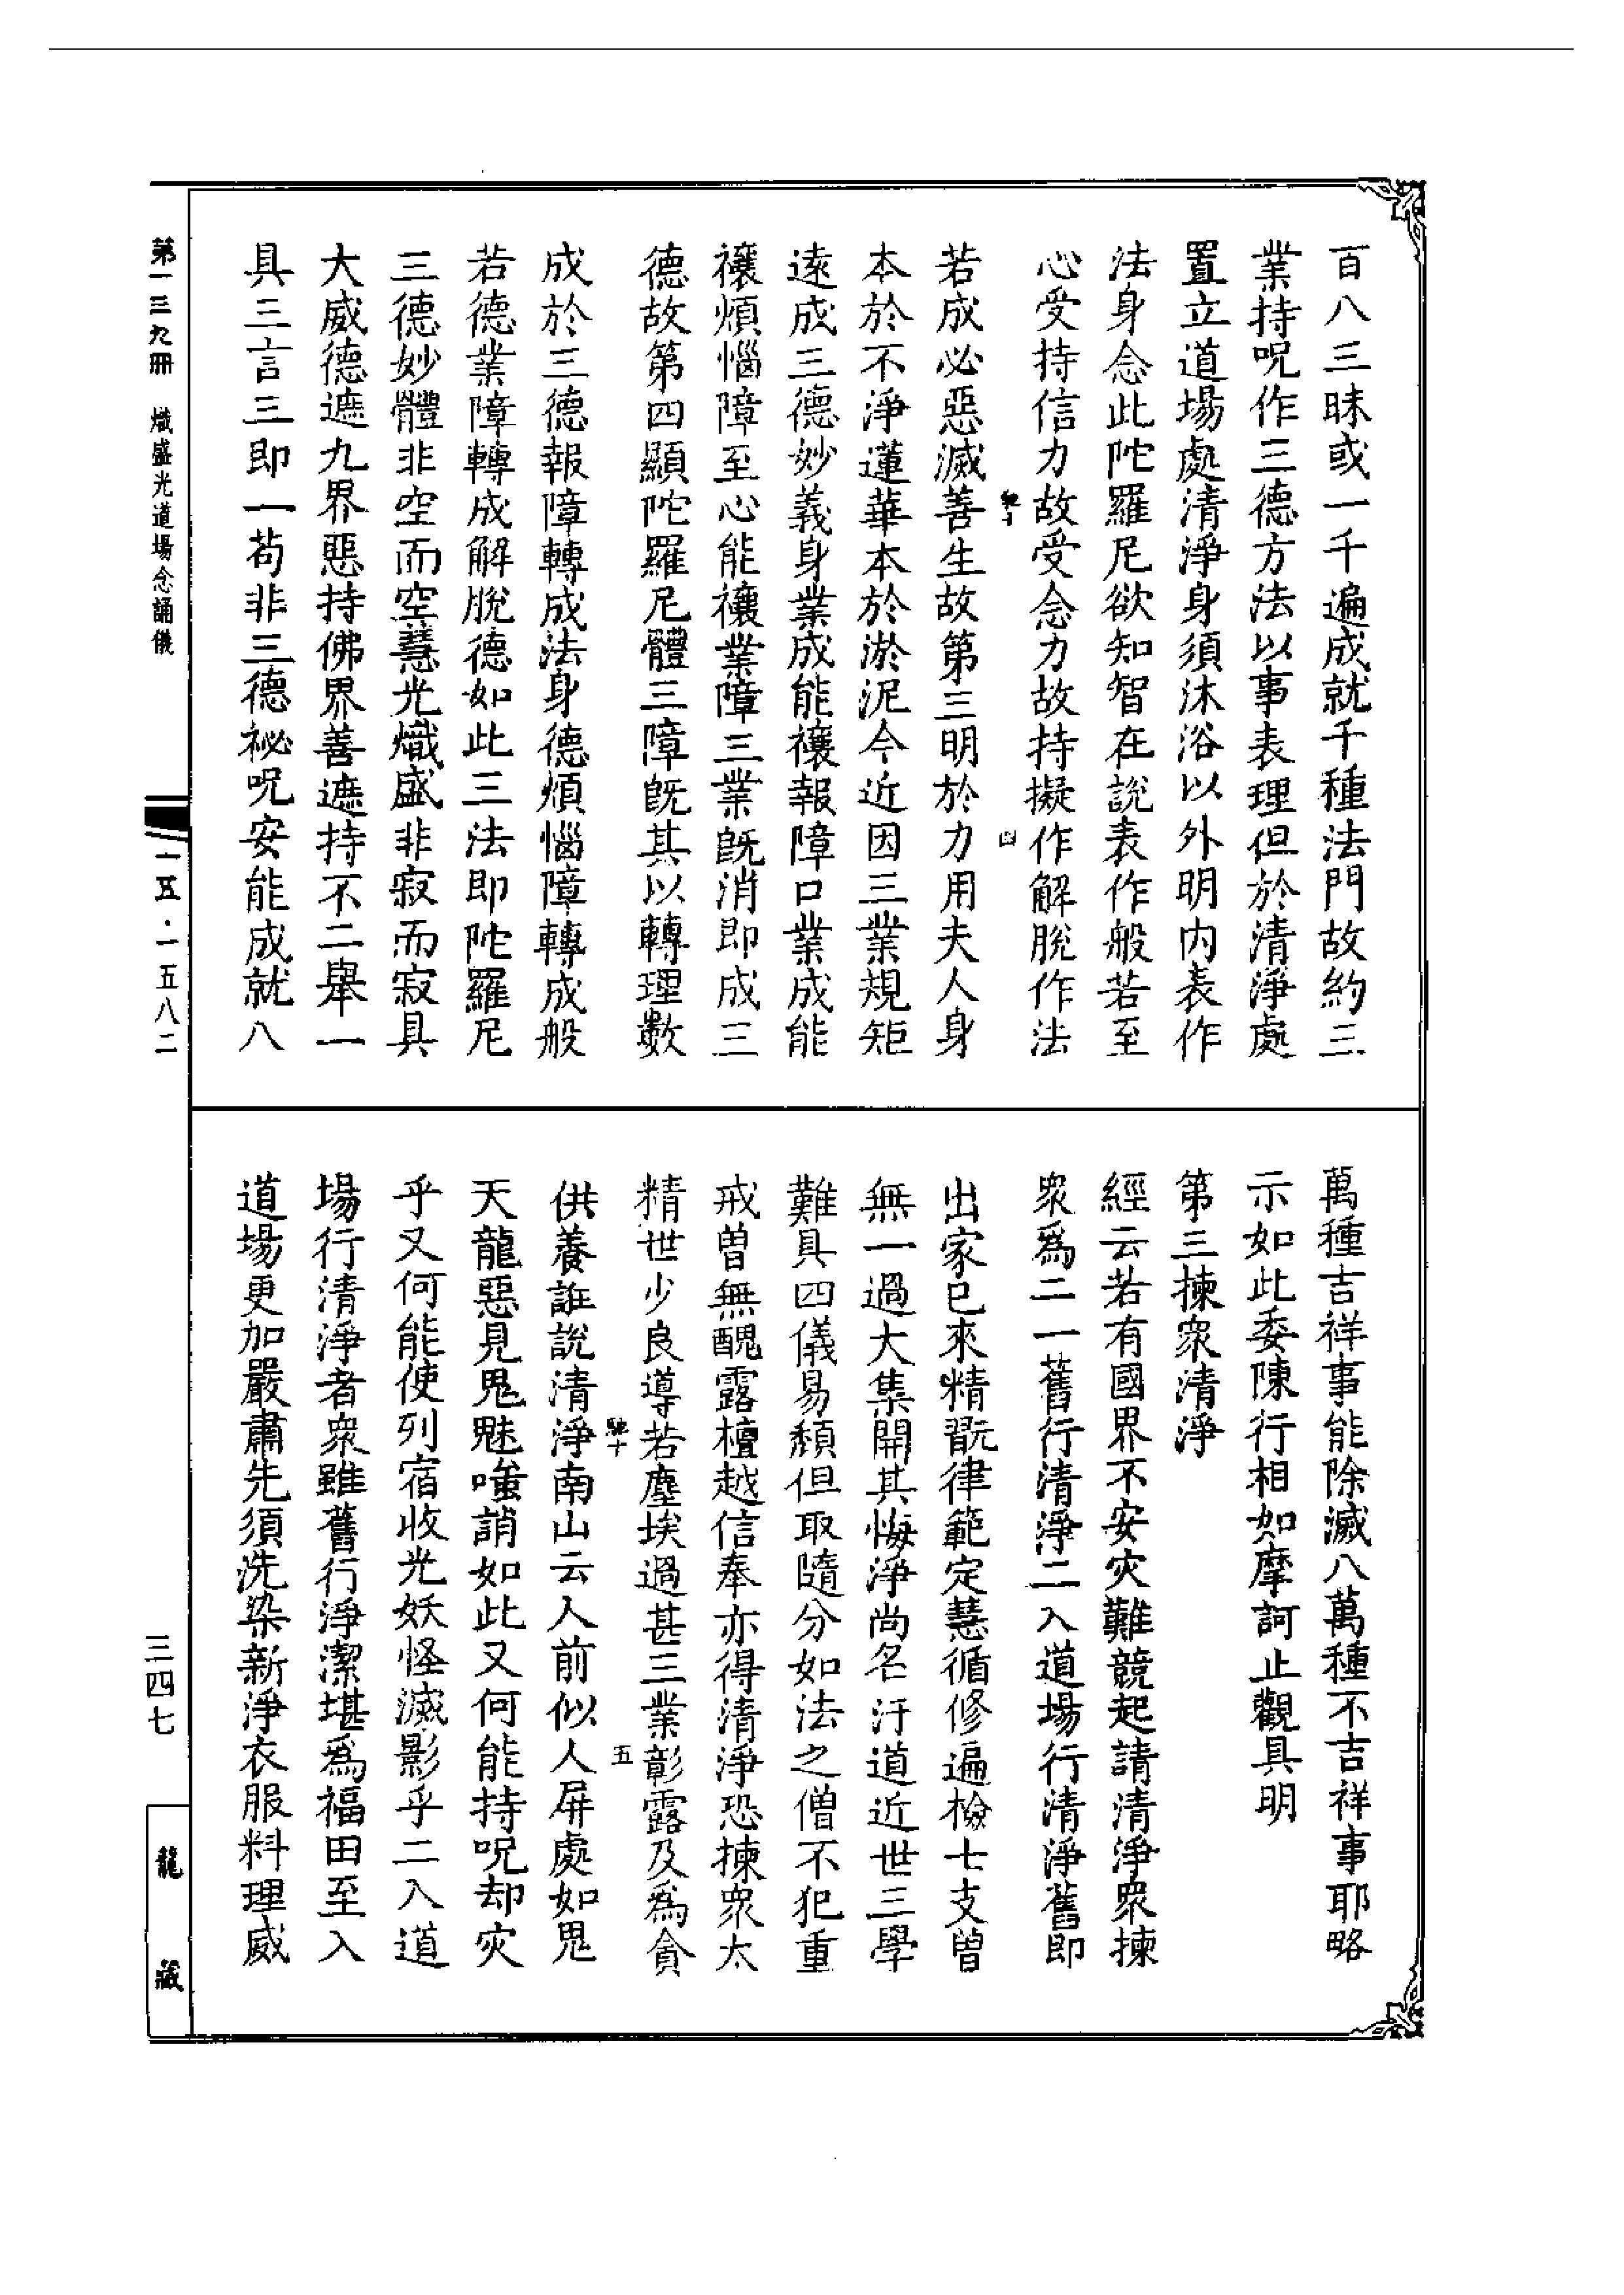 百八三昧或一千遍成就千種法門故約三
業持呪作三德方法以事表理但於清淨處
置立道場處清淨身須沐浴以外明内表作
法身念此陀羅尼欲知智在說表作般若至
心受持信力故受念力故持擬作解脫作法
四
若成必惡滅善生故第三明於力用夫人身
本於不淨蓮華本於淤泥今近因三業規矩
遠成三德妙義身業成能禳報障口業成能
禳煩惱障至心能禳業障三業旣消即成三
德故第四顯陀羅尼體三障旣其以轉理數
成於三德報障轉成法身德煩惱障轉成般
若德業障轉成解脫德如此三法即陀羅尼
三德妙體非空而空慧光熾盛非寂而寂具
大威德遮九界惡持佛界善遮持不二舉一
具三言三即一苟非三德祕呪安能成就八
萬種吉祥事能除滅八萬種不吉祥事耶略
示如此委陳行相如摩訶止觀具明
第三揀衆清淨
經云若有國界不安灾難競起請清淨衆揀
衆爲二一舊行清淨二入道場行清淨舊即
出家已來精翫律範定慧循修遍檢七支曾
無一過大集開其悔淨尚名汙道近世三學
難具四儀易頽但取隨分如法之僧不犯重
戒曾無醜露檀越信奉亦得清淨恐揀衆太
精世少良導若塵埃過甚三業彰露及爲貪
十
五
供養誑說清淨南山云人前似人屏處如鬼
天龍惡見鬼魅嗤誚如此又何能持呪却灾
乎又何能使列宿收光妖怪滅影乎二入道
場行清淨者衆雖舊行淨潔堪爲福田至入
道場更加嚴肅先須洗染新淨衣服料理威
第一三九冊 熾盛光道場念誦儀
一五·一五八二
三四七
龍藏